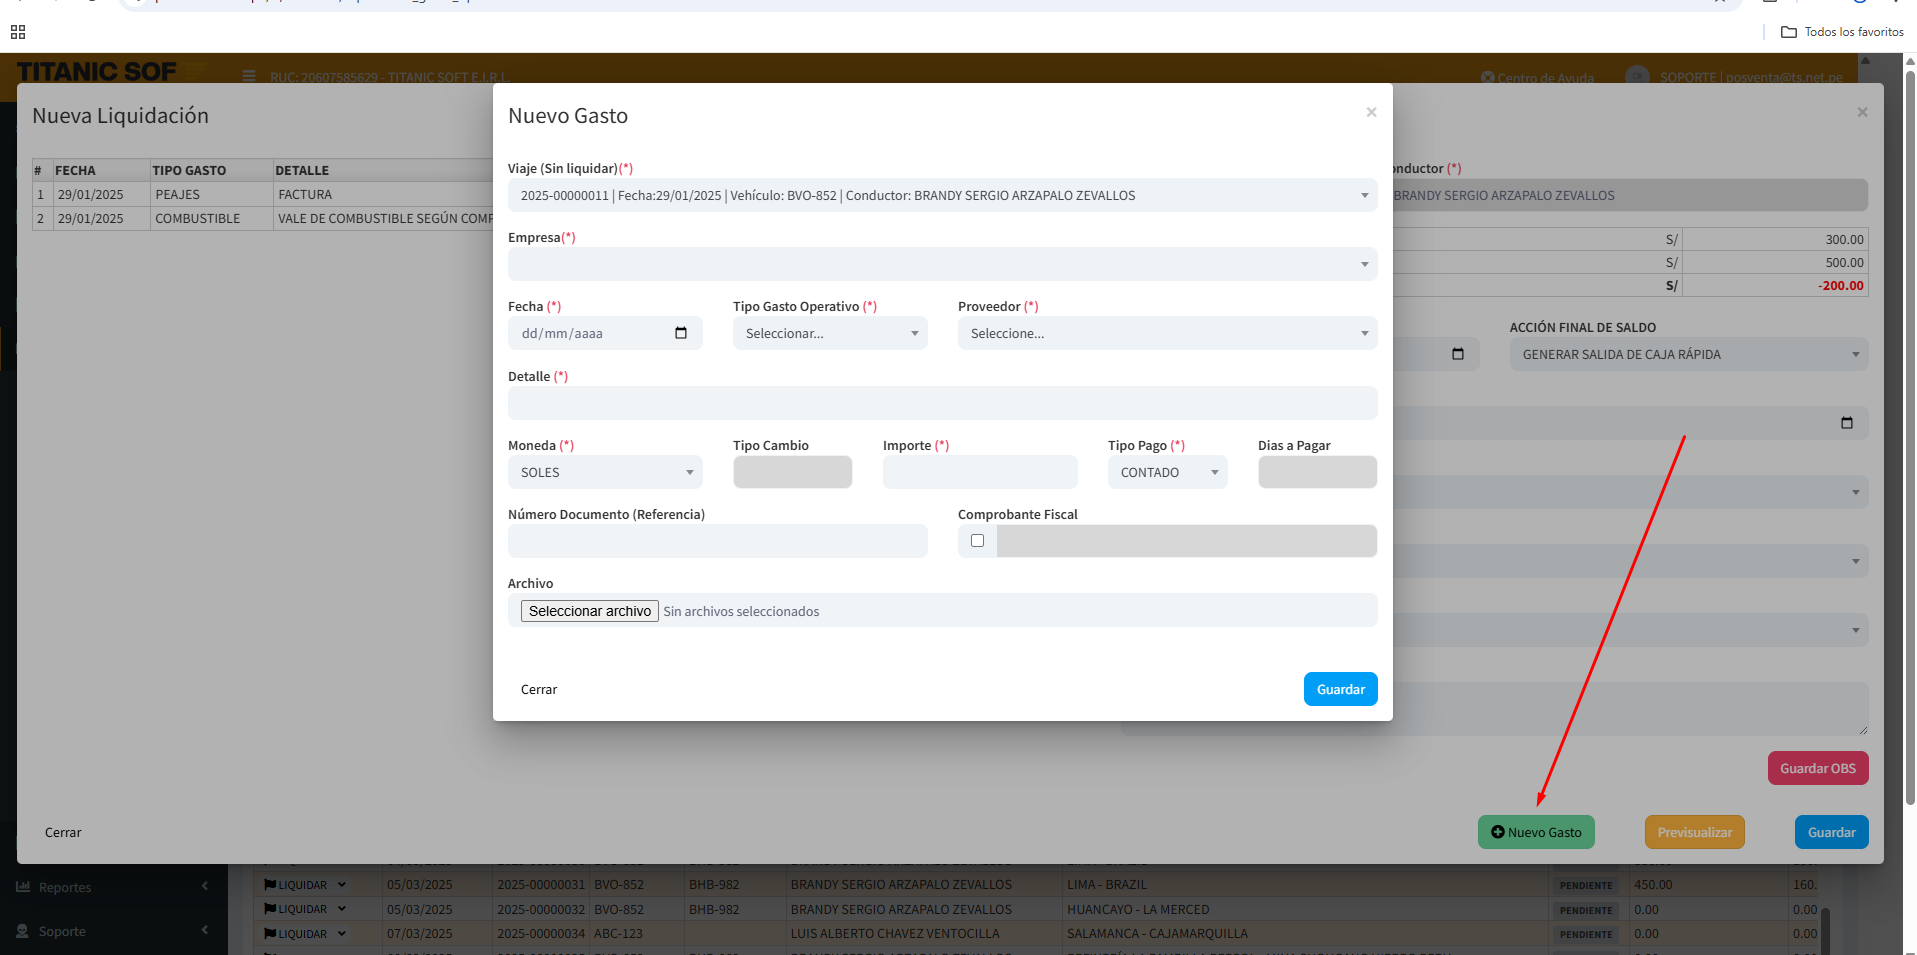 Todos los favoritos
TITANIC SOF
RUC: 20607585629 - TITANIC SOFT E.I.R.L.
Centro de Ayuda
SOPORTE | posventa@ts.net.pe
Nueva Liquidación
×
# FECHA TIPO GASTO DETALLE
1 29/01/2025 PEAJES FACTURA
2 29/01/2025 COMBUSTIBLE VALE DE COMBUSTIBLE SEGÚN COMP
onductor (*)
BRANDY SERGIO ARZAPALO ZEVALLOS
S/ 300.00
S/ 500.00
S/ -200.00
ACCIÓN FINAL DE SALDO
GENERAR SALIDA DE CAJA RÁPIDA
Nuevo Gasto
×
Viaje (Sin liquidar)(*)
2025-00000011 | Fecha:29/01/2025 | Vehículo: BVO-852 | Conductor: BRANDY SERGIO ARZAPALO ZEVALLOS
Empresa(*)
Fecha (*) Tipo Gasto Operativo (*) Proveedor (*)
dd/mm/aaaa Seleccionar... Seleccione...
Detalle (*)
Moneda (*) Tipo Cambio Importe (*) Tipo Pago (*) Dias a Pagar
SOLES CONTADO
Número Documento (Referencia) Comprobante Fiscal
Archivo
Seleccionar archivo Sin archivos seleccionados
Cerrar Guardar
Guardar OBS
Cerrar Nuevo Gasto Previsualizar Guardar
Reportes
Soporte
LIQUIDAR 05/03/2025 2025-00000031 BVO-852 BHB-982 BRANDY SERGIO ARZAPALO ZEVALLOS LIMA - BRAZIL PENDIENTE 450.00 160.
LIQUIDAR 05/03/2025 2025-00000032 BVO-852 BHB-982 BRANDY SERGIO ARZAPALO ZEVALLOS HUANCAYO - LA MERCED PENDIENTE 0.00 0.00
LIQUIDAR 07/03/2025 2025-00000034 ABC-123 LUIS ALBERTO CHAVEZ VENTOCILLA SALAMANCA - CAJAMARQUILLA PENDIENTE 0.00 0.00